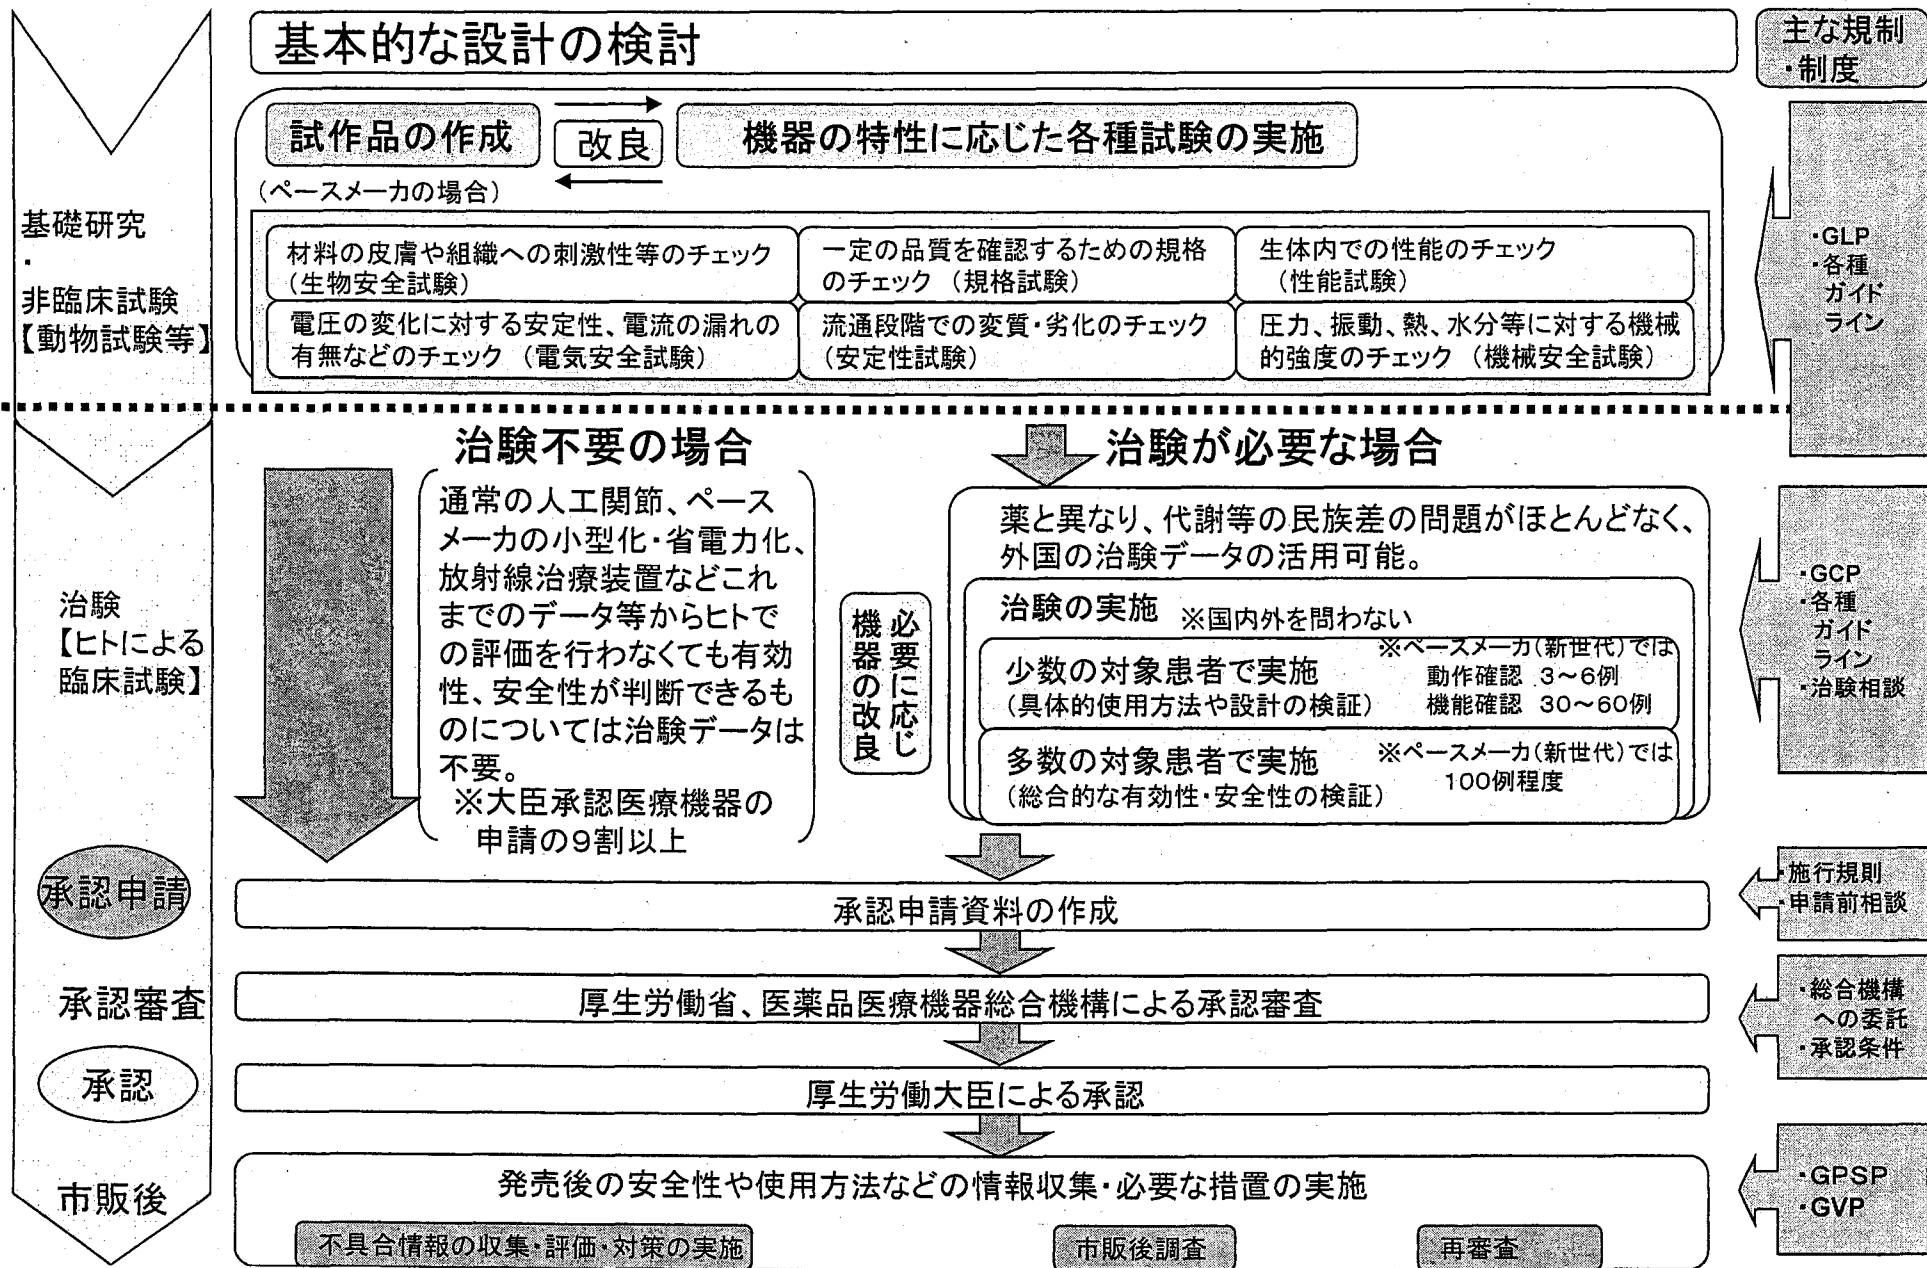 基本的な設計の検討
主な規制
・制度
試作品の作成
改良
機器の特性に応じた各種試験の実施
(ペースメーカの場合)
基礎研究
・
非臨床試験
【動物試験等】
材料の皮膚や組織への刺激性等のチェック
(生物安全試験)
一定の品質を確認するための規格
のチェック (規格試験)
生体内での性能のチェック
(性能試験)
電圧の変化に対する安定性、電流の漏れの
有無などのチェック (電気安全試験)
流通段階での変質・劣化のチェック
(安定性試験)
圧力、振動、熱、水分等に対する機械
的強度のチェック (機械安全試験)
・GLP
・各種
ガイド
ライン
治験不要の場合
通常の人工関節、ペース
メーカの小型化・省電力化、
放射線治療装置などこれ
までのデータ等からヒトで
の評価を行わなくても有効
性、安全性が判断できるも
のについては治験データは
不要。
※大臣承認医療機器の
申請の9割以上
治験が必要な場合
薬と異なり、代謝等の民族差の問題がほとんどなく、
外国の治験データの活用可能。
必要に応じ
機器の改良
治験の実施 ※国内外を問わない
少数の対象患者で実施
(具体的使用方法や設計の検証)
※ペースメーカ(新世代)では
動作確認 3~6例
機能確認 30~60例
多数の対象患者で実施
(総合的な有効性・安全性の検証)
※ペースメーカ(新世代)では
100例程度
治験
【ヒトによる
臨床試験】
・GCP
・各種
ガイド
ライン
・治験相談
承認申請
承認申請資料の作成
・施行規則
・申請前相談
承認審査
厚生労働省、医薬品医療機器総合機構による承認審査
・総合機構
への委託
・承認条件
承認
厚生労働大臣による承認
市販後
発売後の安全性や使用方法などの情報収集・必要な措置の実施
不具合情報の収集・評価・対策の実施
市販後調査
再審査
・GPSP
・GVP